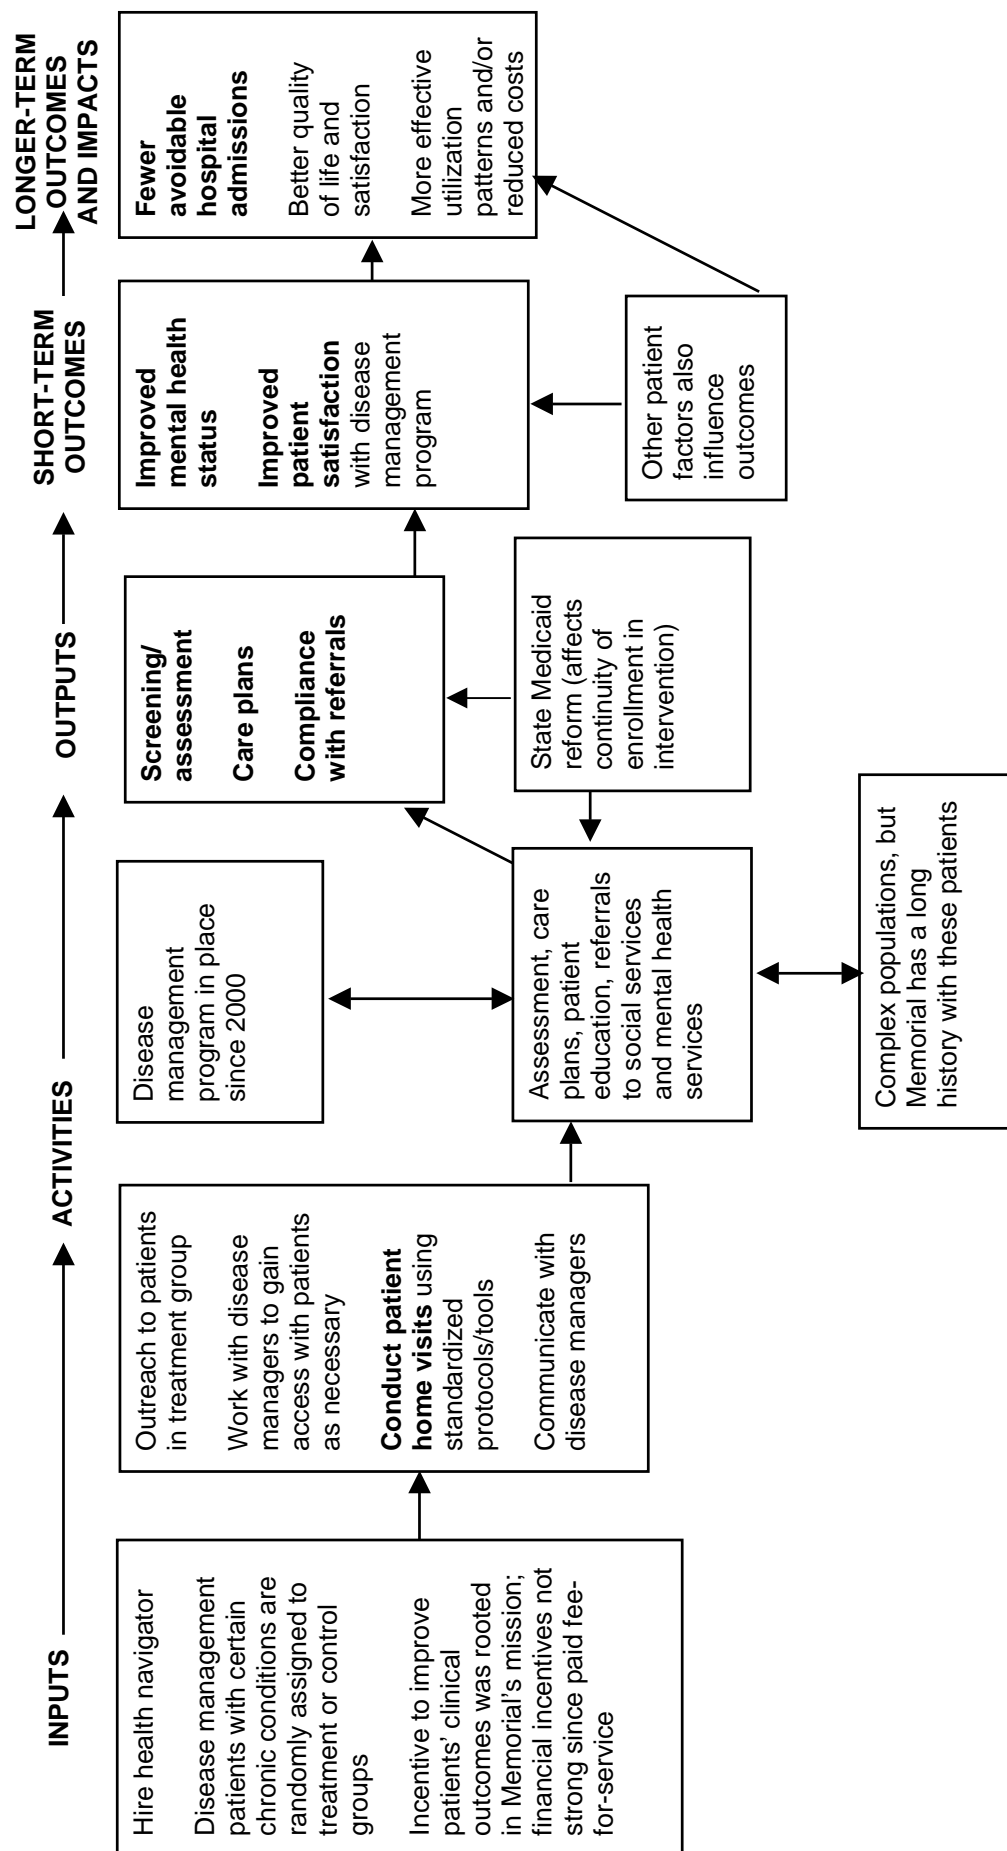 INPUTS
ACTIVITIES
OUTPUTS
SHORT-TERM
OUTCOMES
LONGER-TERM
OUTCOMES
AND IMPACTS
Hire health navigator
Disease management
patients with certain
chronic conditions are
randomly assigned to
treatment or control
groups
Incentive to improve
patients’ clinical
outcomes was rooted
in Memorial’s mission;
financial incentives not
strong since paid fee-
for-service
Outreach to patients
in treatment group
Work with disease
managers to gain
access with patients
as necessary
Conduct patient
home visits using
standardized
protocols/tools
Communicate with
disease managers
Disease
management
program in place
since 2000
Assessment, care
plans, patient
education, referrals
to social services
and mental health
services
Complex populations, but
Memorial has a long
history with these patients
Screening/
assessment
Care plans
Compliance
with referrals
State Medicaid
reform (affects
continuity of
enrollment in
intervention)
Improved
mental health
status
Improved
patient
satisfaction
with disease
management
program
Other patient
factors also
influence
outcomes
Fewer
avoidable
hospital
admissions
Better quality
of life and
satisfaction
More effective
utilization
patterns and/or
reduced costs